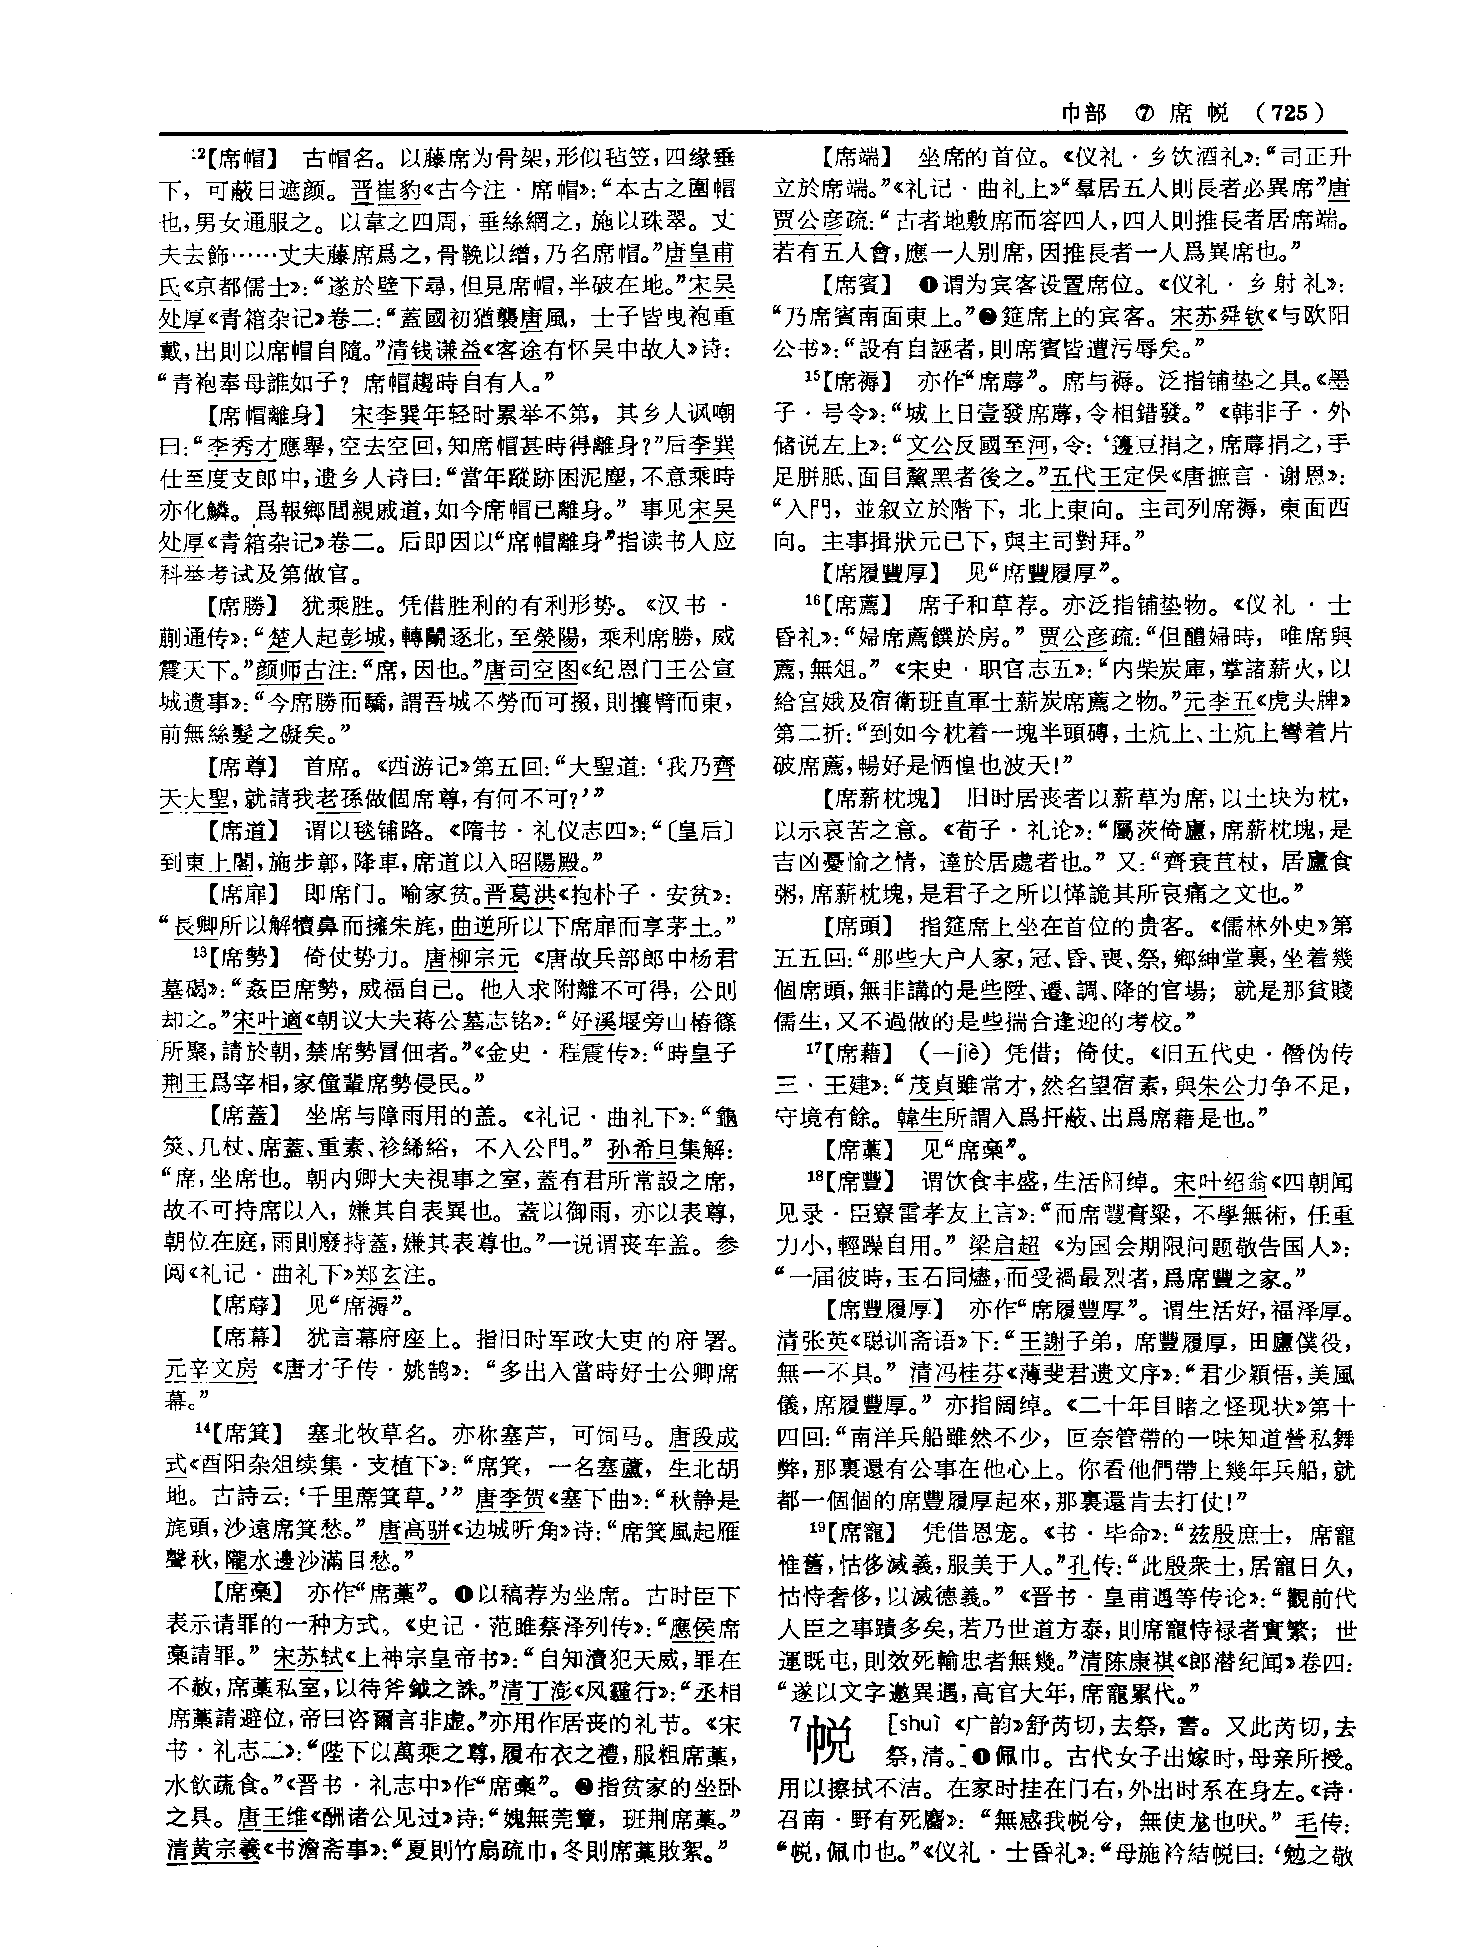 巾部 ⑦ 席 帨 （725）
12【席帽】 古帽名。以藤席为骨架，形似毡笠，四缘垂
下，可蔽日遮颜。晋崔豹《古今注·席帽》：“本古之圍帽
也，男女通服之。以韋之四周，垂絲網之，施以珠翠。丈
夫去飾……丈夫藤席爲之，骨鞔以繒，乃名席帽。”唐皇甫
氏《京都儒士》：“遂於壁下尋，但見席帽，半破在地。”宋吴
处厚《青箱杂记》卷二：“蓋國初猶襲唐風，士子皆曳袍重
戴，出則以席帽自隨。”清钱谦益《客途有怀吴中故人》诗：
“青袍奉母誰如子？席帽趨時自有人。”
【席帽離身】 宋李巽年轻时累举不第，其乡人讽嘲
曰：“李秀才應舉，空去空回，知席帽甚時得離身？”后李巽
仕至度支郎中，遗乡人诗曰：“當年蹤跡困泥塵，不意乘時
亦化鱗。爲報鄉閭親戚道，如今席帽已離身。”事见宋吴
处厚《青箱杂记》卷二。后即因以“席帽離身”指读书人应
科举考试及第做官。
【席勝】 犹乘胜。凭借胜利的有利形势。《汉书·
蒯通传》：“楚人起彭城，轉鬭逐北，至滎陽，乘利席勝，威
震天下。”颜师古注：“席，因也。”唐司空图《纪恩门王公宣
城遗事》：“今席勝而驕，謂吾城不勞而可掇，則攘臂而東，
前無絲髮之礙矣。”
【席尊】 首席。《西游记》第五回：“大聖道：‘我乃齊
天大聖，就請我老孫做個席尊，有何不可？’”
【席道】 谓以毯铺路。《隋书·礼仪志四》：“〔皇后〕
到東上閣，施步鄣，降車，席道以入昭陽殿。”
【席扉】 即席门。喻家贫。晋葛洪《抱朴子·安贫》：
“長卿所以解犢鼻而擁朱旄，曲逆所以下席扉而享茅土。”
13【席勢】 倚仗势力。唐柳宗元《唐故兵部郎中杨君
墓碣》：“姦臣席勢，威福自己。他人求附離不可得，公則
却之。”宋叶適《朝议大夫蒋公墓志铭》：“好溪堰旁山樁篠
所聚，請於朝，禁席勢冒佃者。”《金史·程震传》：“時皇子
荆王爲宰相，家僮輩席勢侵民。”
【席蓋】 坐席与障雨用的盖。《礼记·曲礼下》：“龜
筴、几杖、席蓋、重素、袗絺綌，不入公門。”孙希旦集解：
“席，坐席也。朝内卿大夫視事之室，蓋有君所常設之席，
故不可持席以入，嫌其自表異也。蓋以御雨，亦以表尊，
朝位在庭，雨則廢持蓋，嫌其表尊也。”一说谓丧车盖。参
阅《礼记·曲礼下》郑玄注。
【席蓐】 见“席褥”。
【席幕】 犹言幕府座上。指旧时军政大吏的府署。
元辛文房《唐才子传·姚鹄》：“多出入當時好士公卿席
幕。”
14【席箕】 塞北牧草名。亦称塞芦，可饲马。唐段成
式《酉阳杂俎续集·支植下》：“席箕，一名塞蘆，生北胡
地。古詩云：‘千里蓆箕草。’”唐李贺《塞下曲》：“秋静是
旄頭，沙遠席箕愁。”唐高骈《边城听角》诗：“席箕風起雁
聲秋，隴水邊沙滿目愁。”
【席稾】 亦作“席藁”。❶以稿荐为坐席。古时臣下
表示请罪的一种方式。《史记·范雎蔡泽列传》：“應侯席
稾請罪。”宋苏轼《上神宗皇帝书》：“自知瀆犯天威，罪在
不赦，席藁私室，以待斧鉞之誅。”清丁澎《风霾行》：“丞相
席藁請避位，帝曰咨爾言非虚。”亦用作居丧的礼节。《宋
书·礼志二》：“陛下以萬乘之尊，履布衣之禮，服粗席藁，
水飲蔬食。”《晋书·礼志中》作“席稾”。❷指贫家的坐卧
之具。唐王维《酬诸公见过》诗：“媿無莞簟，班荆席藁。”
清黄宗羲《书澹斋事》：“夏則竹扇疏巾，冬則席藁敗絮。”
【席端】 坐席的首位。《仪礼·乡饮酒礼》：“司正升
立於席端。”《礼记·曲礼上》“羣居五人則長者必異席”唐
贾公彦疏：“古者地敷席而容四人，四人則推長者居席端。
若有五人會，應一人别席，因推長者一人爲異席也。”
【席賓】 ❶谓为宾客设置席位。《仪礼·乡射礼》：
“乃席賓南面東上。”❷筵席上的宾客。宋苏舜钦《与欧阳
公书》：“設有自誣者，則席賓皆遭污辱矣。”
15【席褥】 亦作“席蓐”。席与褥。泛指铺垫之具。《墨
子·号令》：“城上日壹發席蓐，令相錯發。”《韩非子·外
储说左上》：“文公反國至河，令：‘籩豆捐之，席蓐捐之，手
足胼胝、面目黧黑者後之。”五代王定保《唐摭言·谢恩》：
“入門，並叙立於階下，北上東向。主司列席褥，東面西
向。主事揖狀元已下，與主司對拜。”
【席履豐厚】 见“席豐履厚”。
16【席薦】 席子和草荐。亦泛指铺垫物。《仪礼·士
昏礼》：“婦席薦饌於房。”贾公彦疏：“但醴婦時，唯席與
薦，無俎。”《宋史·职官志五》：“内柴炭庫，掌諸薪火，以
給宫娥及宿衛班直軍士薪炭席薦之物。”元李五《虎头牌》
第二折：“到如今枕着一塊半頭磚，土炕上、土炕上彎着片
破席薦，暢好是恓惶也波天！”
【席薪枕塊】 旧时居丧者以薪草为席，以土块为枕，
以示哀苦之意。《荀子·礼论》：“屬茨倚廬，席薪枕塊，是
吉凶憂愉之情，達於居處者也。”又：“齊衰苴杖，居廬食
粥，席薪枕塊，是君子之所以愅詭其所哀痛之文也。”
【席頭】 指筵席上坐在首位的贵客。《儒林外史》第
五五回：“那些大户人家，冠、昏、喪、祭，鄉紳堂裏，坐着幾
個席頭，無非講的是些陞、遷、調、降的官場；就是那貧賤
儒生，又不過做的是些揣合逢迎的考校。”
17【席藉】 （—jiè）凭借；倚仗。《旧五代史·僭伪传
三·王建》：“茂貞雖常才，然名望宿素，與朱公力争不足，
守境有餘。韓生所謂入爲扞蔽、出爲席藉是也。”
【席藁】 见“席稾”。
18【席豐】 谓饮食丰盛，生活阔绰。宋叶绍翁《四朝闻
见录·臣寮雷孝友上言》：“而席豐膏粱，不學無術，任重
力小，輕躁自用。”梁启超《为国会期限问题敬告国人》：
“一届彼時，玉石同燼，而受禍最烈者，爲席豐之家。”
【席豐履厚】 亦作“席履豐厚”。谓生活好，福泽厚。
清张英《聪训斋语》下：“王謝子弟，席豐履厚，田廬僕役，
無一不具。”清冯桂芬《薄斐君遗文序》：“君少穎悟，美風
儀，席履豐厚。”亦指阔绰。《二十年目睹之怪现状》第十
四回：“南洋兵船雖然不少，叵奈管帶的一味知道營私舞
弊，那裏還有公事在他心上。你看他們帶上幾年兵船，就
都一個個的席豐履厚起來，那裏還肯去打仗！”
19【席寵】 凭借恩宠。《书·毕命》：“兹殷庶士，席寵
惟舊，怙侈滅義，服美于人。”孔传：“此殷衆士，居寵日久，
怙恃奢侈，以滅德義。”《晋书·皇甫谧等传论》：“觀前代
人臣之事蹟多矣，若乃世道方泰，則席寵恃禄者實繁；世
運既屯，則效死輸忠者無幾。”清陈康祺《郎潜纪闻》卷四：
“遂以文字邀異遇，高官大年，席寵累代。”
7帨 ［shuì《广韵》舒芮切，去祭，書。又此芮切，去
祭，清。］❶佩巾。古代女子出嫁时，母亲所授。
用以擦拭不洁。在家时挂在门右，外出时系在身左。《诗·
召南·野有死麕》：“無感我帨兮，無使尨也吠。”毛传：
“帨，佩巾也。”《仪礼·士昏礼》：“母施衿結帨曰：‘勉之敬